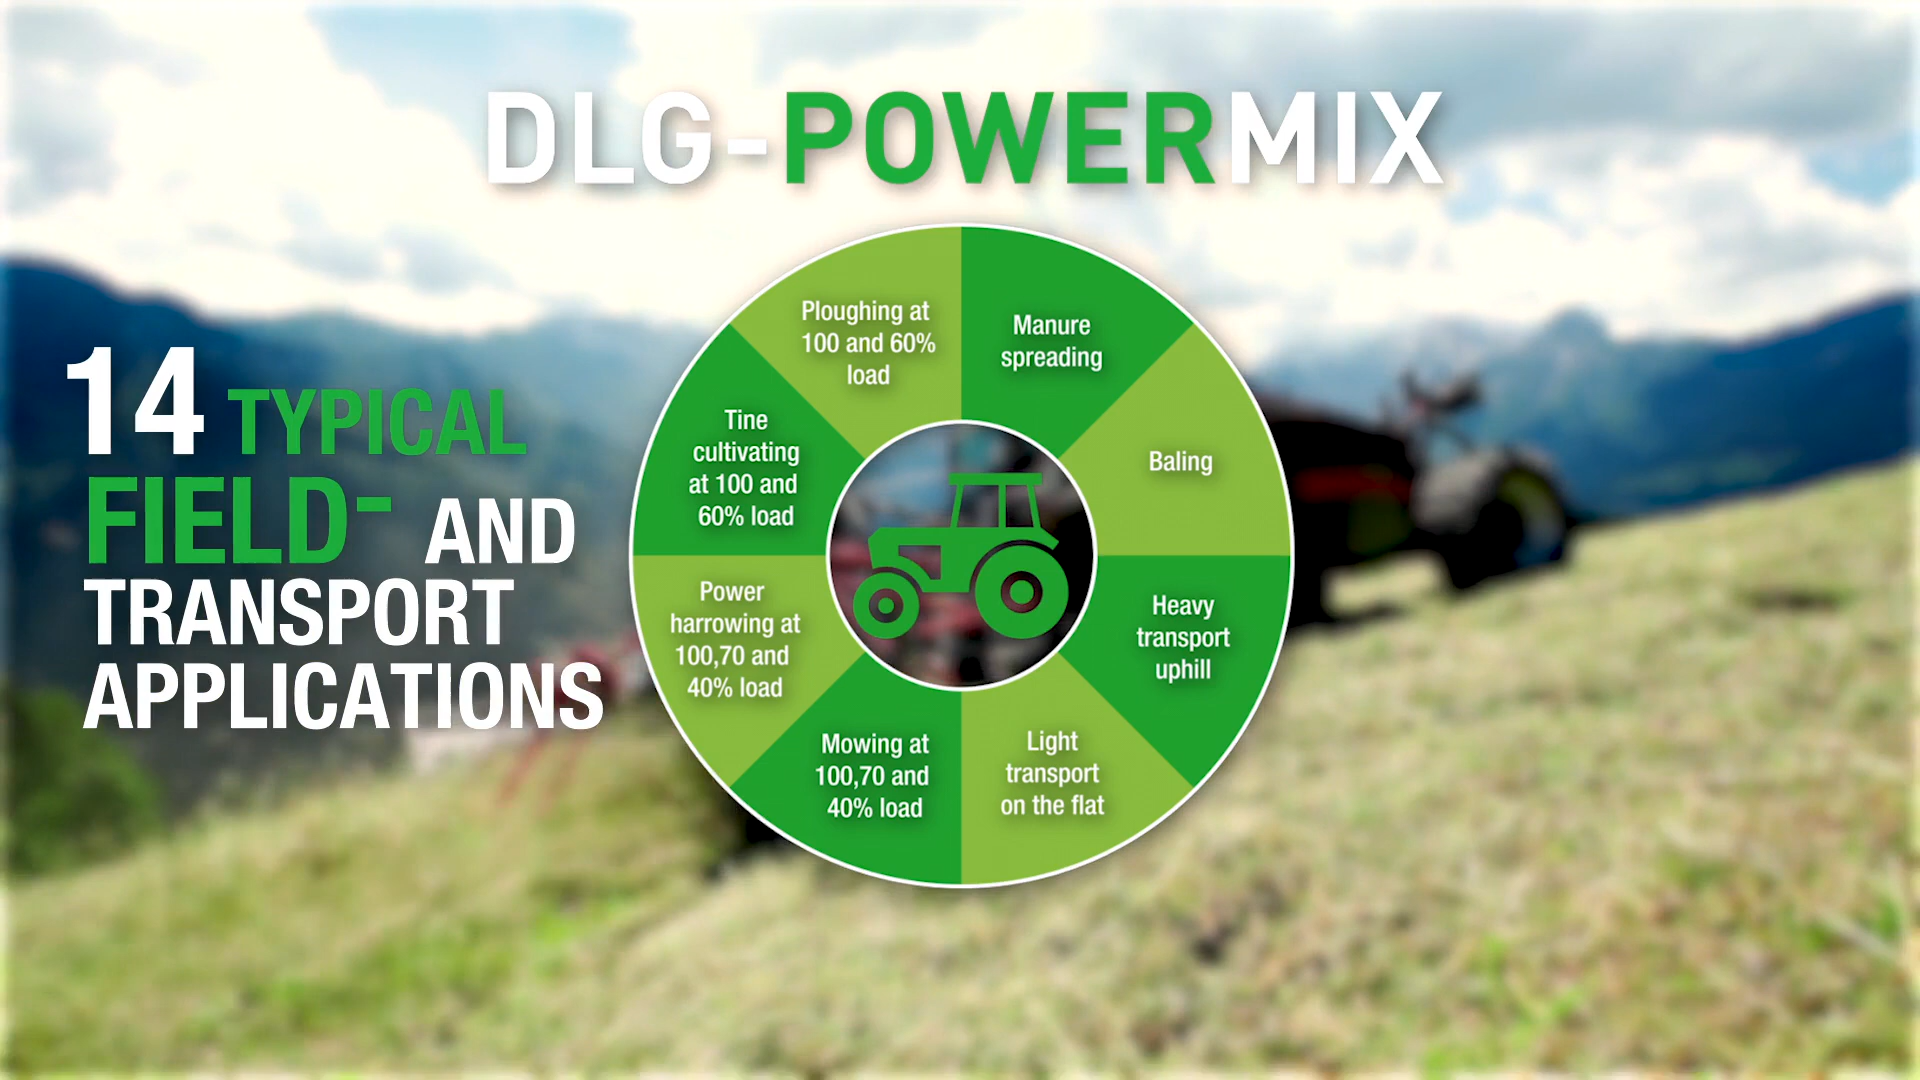 DLG-POWERMIX
14 TYPICAL
FIELD- AND
TRANSPORT
APPLICATIONS
Ploughing at
100 and 60%
load
Manure
spreading
Baling
Heavy
transport
uphill
Light
transport
on the flat
Mowing at
100,70 and
40% load
Power
harrowing at
100,70 and
40% load
Tine
cultivating
at 100 and
60% load